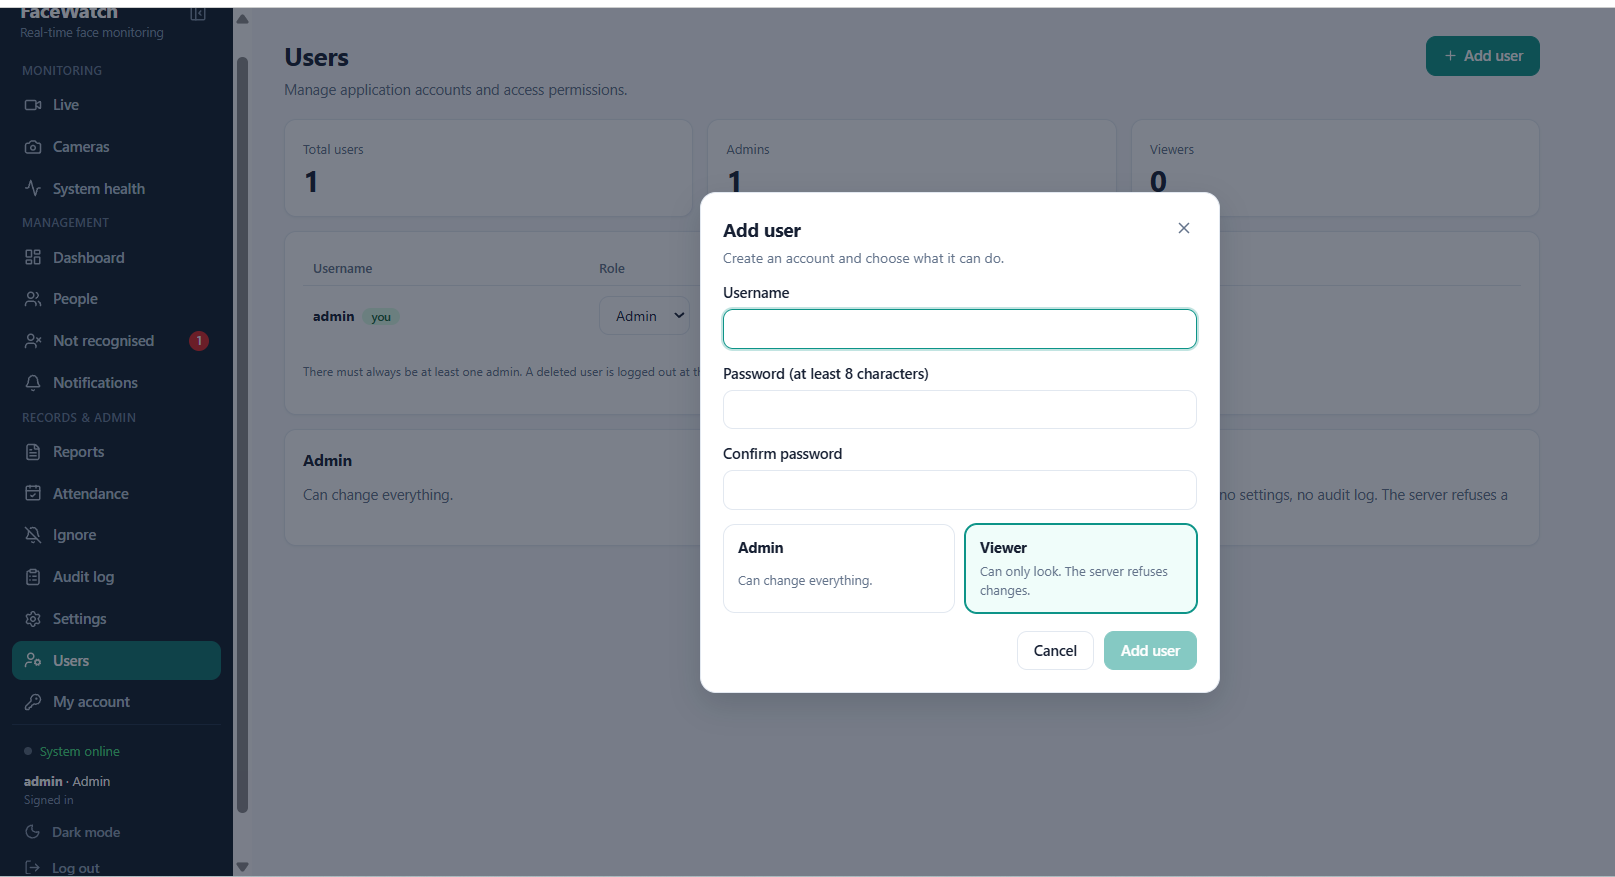 FaceWatch
Real-time face monitoring
MONITORING
Live
Cameras
System health
MANAGEMENT
Dashboard
People
Not recognised 1
Notifications
RECORDS & ADMIN
Reports
Attendance
Ignore
Audit log
Settings
Users
My account
System online
admin · Admin
Signed in
Dark mode
Log out
Users
Manage application accounts and access permissions.
+ Add user
Total users
1
Admins
1
Viewers
0
Username Role
admin you Admin
There must always be at least one admin. A deleted user is logged out at
Admin
Can change everything.
no settings, no audit log. The server refuses a
Add user
Create an account and choose what it can do.
Username
Password (at least 8 characters)
Confirm password
Admin
Can change everything.
Viewer
Can only look. The server refuses
changes.
Cancel
Add user